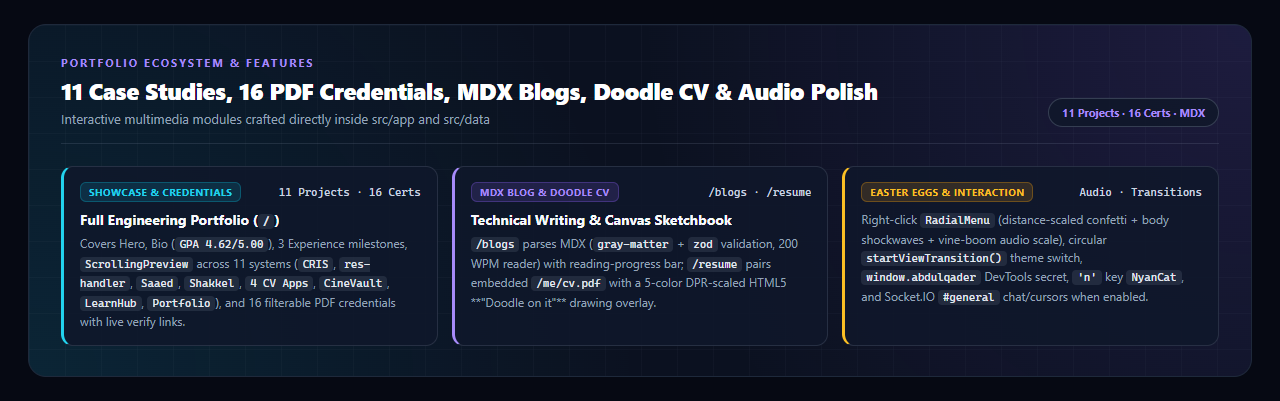 PORTFOLIO ECOSYSTEM & FEATURES
11 Case Studies, 16 PDF Credentials, MDX Blogs, Doodle CV & Audio Polish
Interactive multimedia modules crafted directly inside src/app and src/data
11 Projects · 16 Certs · MDX
SHOWCASE & CREDENTIALS
11 Projects · 16 Certs
Full Engineering Portfolio ( / )
Covers Hero, Bio ( GPA 4.62/5.00 ), 3 Experience milestones,
ScrollingPreview across 11 systems ( CRIS , res-
handler , Saaed , Shakkel , 4 CV Apps , CineVault ,
LearnHub , Portfolio ), and 16 filterable PDF credentials
with live verify links.
MDX BLOG & DOODLE CV
/blogs · /resume
Technical Writing & Canvas Sketchbook
/blogs parses MDX ( gray-matter + zod validation, 200
WPM reader) with reading-progress bar; /resume pairs
embedded /me/cv.pdf with a 5-color DPR-scaled HTML5
**"Doodle on it"** drawing overlay.
EASTER EGGS & INTERACTION
Audio · Transitions
Right-click RadialMenu (distance-scaled confetti + body
shockwaves + vine-boom audio scale), circular
startViewTransition() theme switch,
window.abdulqader DevTools secret, 'n' key NyanCat ,
and Socket.IO #general chat/cursors when enabled.